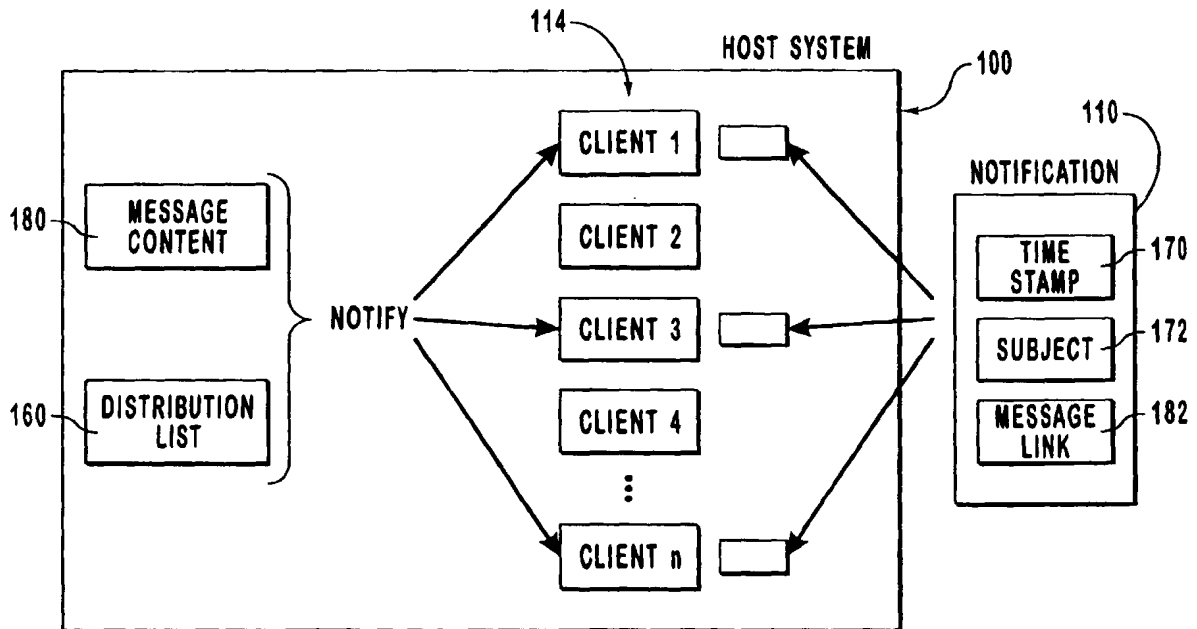 114
HOST SYSTEM
100
110
CLIENT 1
NOTIFICATION
180
MESSAGE
CONTENT
CLIENT 2
TIME
STAMP
170
NOTIFY
CLIENT 3
SUBJECT
172
160
DISTRIBUTION
LIST
CLIENT 4
MESSAGE
LINK
182
CLIENT n